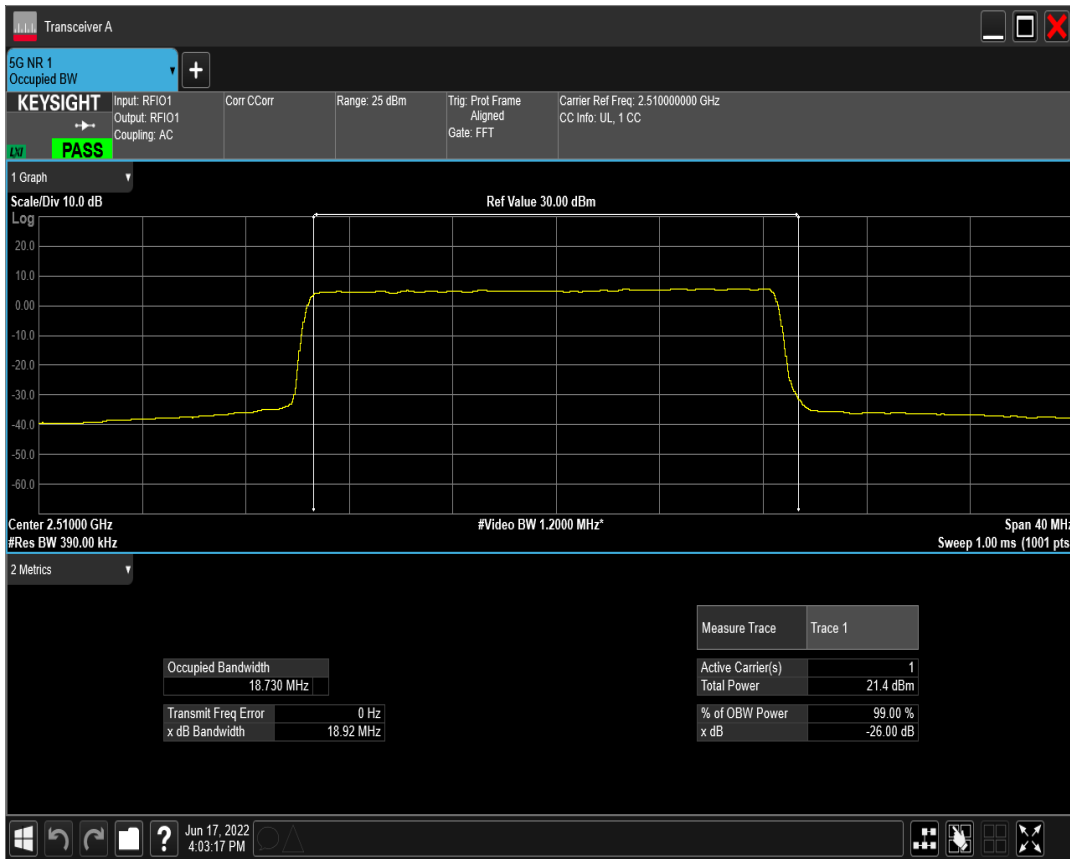 Transceiver A
5G NR 1
Occupied BW
KEYSIGHT
Input: RFIO1
Output: RFIO1
Coupling: AC
Corr CCorr
Range: 25 dBm
Trig: Prot Frame
Aligned
Gate: FFT
Carrier Ref Freq: 2.510000000 GHz
CC Info: UL, 1 CC
LXI
PASS
1 Graph
Scale/Div 10.0 dB
Ref Value 30.00 dBm
Log
20.0
10.0
0.00
-10.0
-20.0
-30.0
-40.0
-50.0
-60.0
Center 2.51000 GHz
#Video BW 1.2000 MHz*
Span 40 MHz
#Res BW 390.00 kHz
Sweep 1.00 ms (1001 pts
2 Metrics
Measure Trace Trace 1
Occupied Bandwidth
18.730 MHz
Active Carrier(s) 1
Total Power 21.4 dBm
Transmit Freq Error 0 Hz
x dB Bandwidth 18.92 MHz
% of OBW Power 99.00 %
x dB -26.00 dB
?
Jun 17, 2022
4:03:17 PM